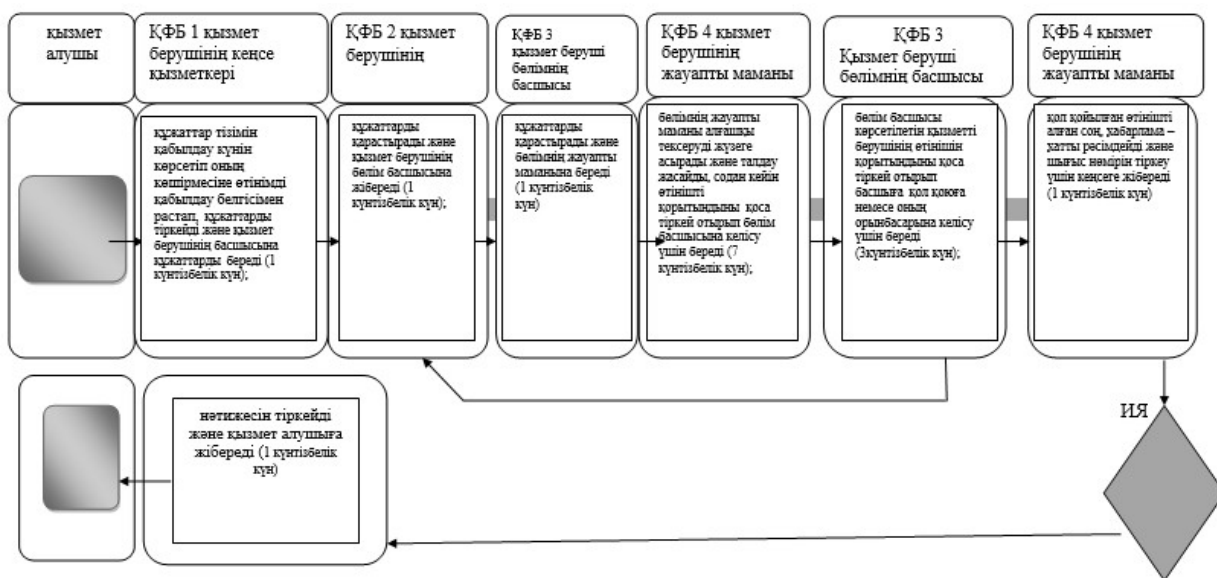 қызмет
алушы
ҚФБ 1 қызмет
берушінің кеңсе
қызметкері
ҚФБ 2 қызмет
берушінің
ҚФБ 3
қызмет беруші
бөлімнің
басшысы
ҚФБ 4 қызмет
берушінің
жауапты маманы
ҚФБ 3
Қызмет беруші
бөлімнің басшысы
ҚФБ 4 қызмет
берушінің
жауапты маманы
құжаттар тізімін
қабылдау күнін
көрсетіп оның
көшірмесіне өтінімді
қабылдау белгісімен
растап, құжаттарды
тіркейді және қызмет
берушінің басшысына
құжаттарды береді (1
күнтізбелік күн);
құжаттарды
қарастырады және
қызмет берушінің
бөлім басшысына
жібереді (1
күнтізбелік күн);
құжаттарды
қарастырады және
бөлімнің жауапты
маманына береді
(1 күнтізбелік
күн)
бөлімнің жауапты
маманы алғашқы
тексеруді жүзеге
асырады және талдау
жасайды, содан кейін
өтінішті
қорытындыны қоса
тіркей отырып бөлім
басшысына келісу
үшін береді (7
күнтізбелік күн);
бөлім басшысы
көрсетілетін қызметті
берушінің өтінішін
қорытындыны қоса
тіркей отырып
басшыға қол қоюға
немесе оның
орынбасарына келісу
үшін береді
(3күнтізбелік күн);
қол қойылған өтінішті
алған соң, хабарлама –
хатты рәсімдейді және
шығыс нөмірін тіркеу
үшін кеңсеге жібереді
(1 күнтізбелік күн)
нәтижесін тіркейді
және қызмет алушыға
жібереді (1 күнтізбелік
күн)
ИЯ